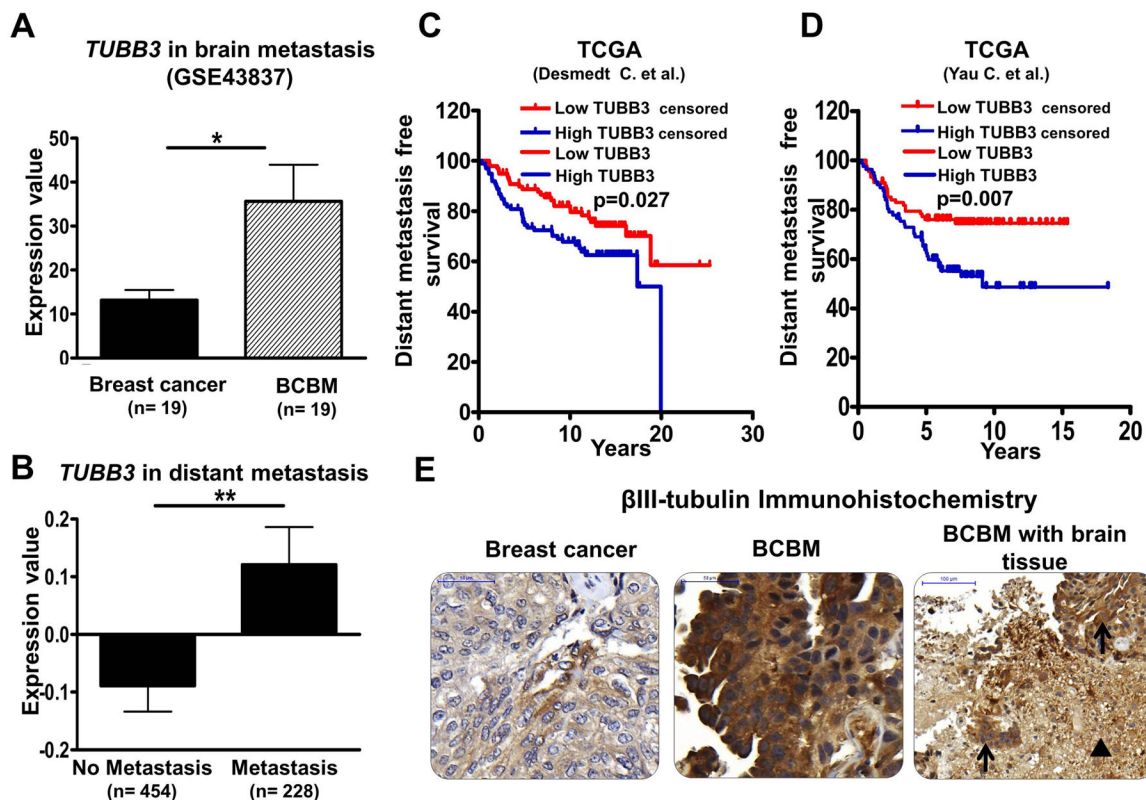 A
TUBB3 in brain metastasis
(GSE43837)
Expression value
50
40
30
20
10
0
*
Breast cancer
(n= 19)
BCBM
(n= 19)
B
TUBB3 in distant metastasis
**
Expression value
0.2
0.1
0.0
-0.1
-0.2
No Metastasis
(n= 454)
Metastasis
(n= 228)
C
TCGA
(Desmedt C. et al.)
Distant metastasis free
survival
120
100
80
60
40
20
0
Low TUBB3 censored
High TUBB3 censored
Low TUBB3
High TUBB3
p=0.027
0
10
20
30
Years
D
TCGA
(Yau C. et al.)
Distant metastasis free
survival
120
100
80
60
40
20
0
Low TUBB3 censored
High TUBB3 censored
Low TUBB3
High TUBB3
p=0.007
0
5
10
15
20
Years
E
βIII-tubulin Immunohistochemistry
Breast cancer
BCBM
BCBM with brain
tissue
100 µm